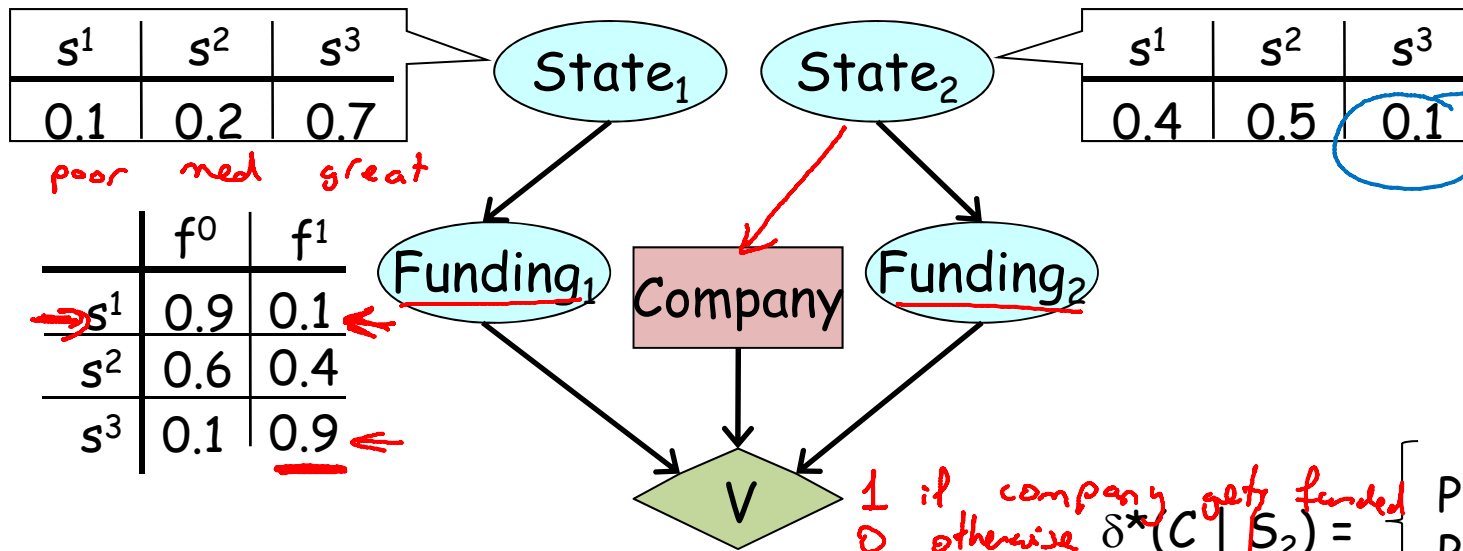 s¹ s² s³
0.1 0.2 0.7
poor med great
State₁
State₂
s¹ s² s³
0.4 0.5 0.1
f⁰ f¹
s¹ 0.9 0.1
s² 0.6 0.4
s³ 0.1 0.9
Funding₁
Company
Funding₂
V
1 if company gets funded
0 otherwise
δ*(C | S₂) =
P